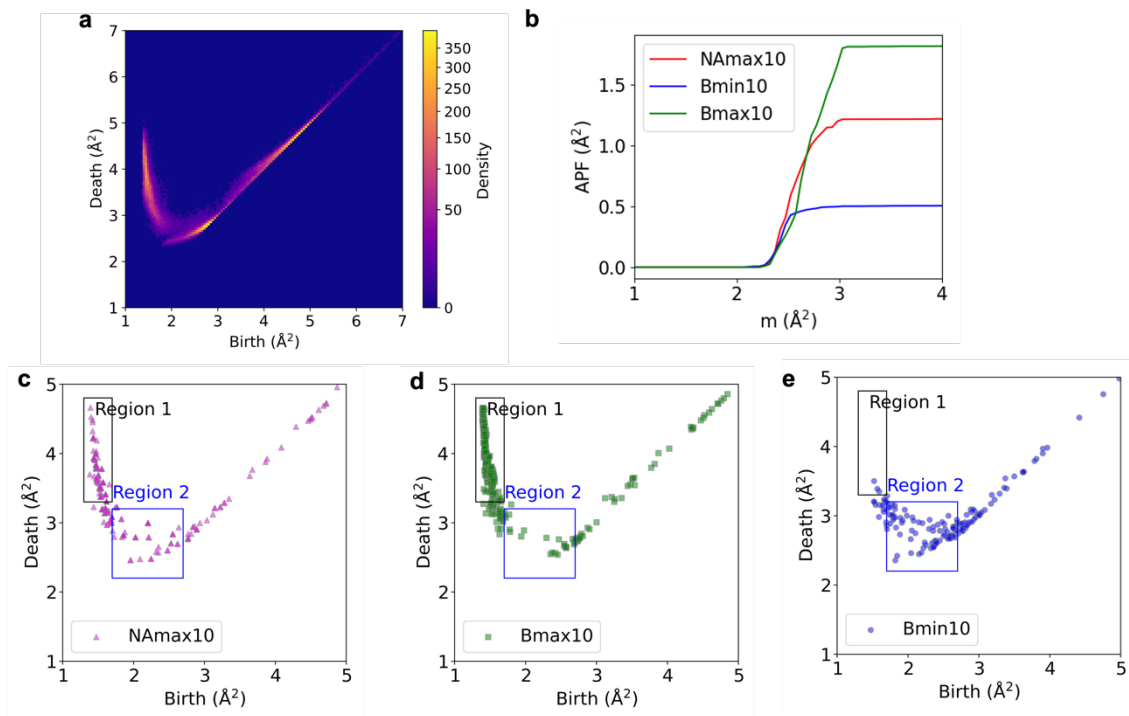 a
7
6
5
4
3
2
1
Death (Å²)
1 2 3 4 5 6 7
Birth (Å²)
350
300
250
200
150
100
50
0
Density
b
NAmax10
Bmin10
Bmax10
1.5
1.0
0.5
0.0
APF (Å²)
1 2 3 4
m (Å²)
c
5
4
3
2
1
Death (Å²)
Region 1
Region 2
NAmax10
1 2 3 4 5
Birth (Å²)
d
5
4
3
2
1
Death (Å²)
Region 1
Region 2
Bmax10
1 2 3 4 5
Birth (Å²)
e
5
4
3
2
1
Death (Å²)
Region 1
Region 2
Bmin10
1 2 3 4 5
Birth (Å²)